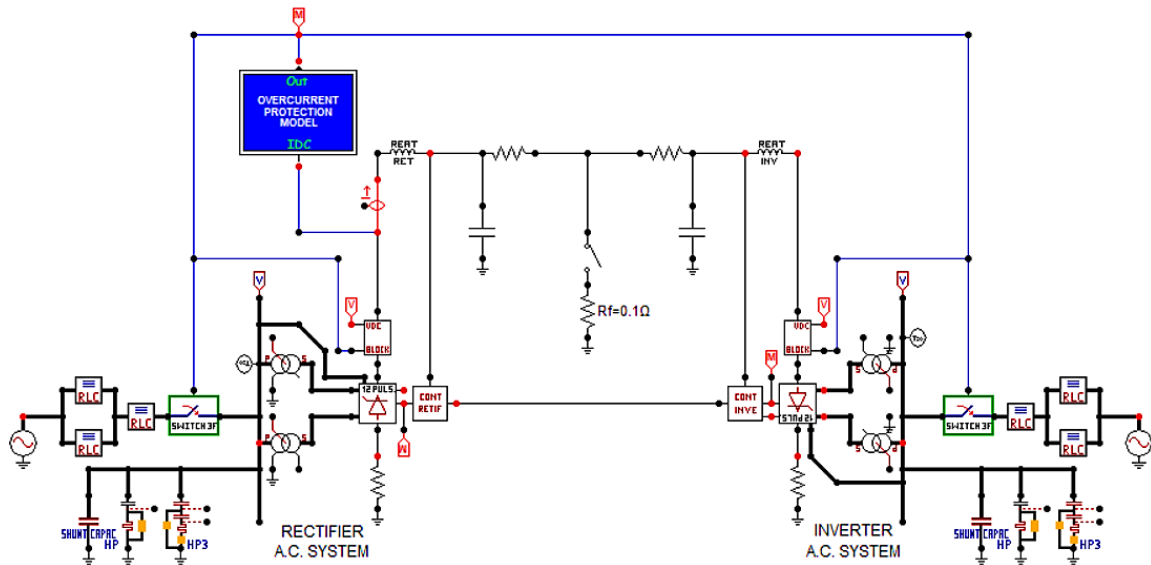 M
Out
OVERCURRENT
PROTECTION
MODEL
IDC
REAT
RET
REAT
INV
I
Rf=0.1Ω
V
V
V
V
VDC
BLOCK
VDC
BLOCK
M
P
S
P
S
S
P
S
P
12 PULS.
CONT
RETIF
CONT
INVE
12 PULS.
M
RLC
RLC
RLC
SWITCH 3F
SWITCH 3F
RLC
RLC
RLC
SHUNT CAPAC
HP
HP3
RECTIFIER
A.C. SYSTEM
INVERTER
A.C. SYSTEM
SHUNT CAPAC
HP
HP3